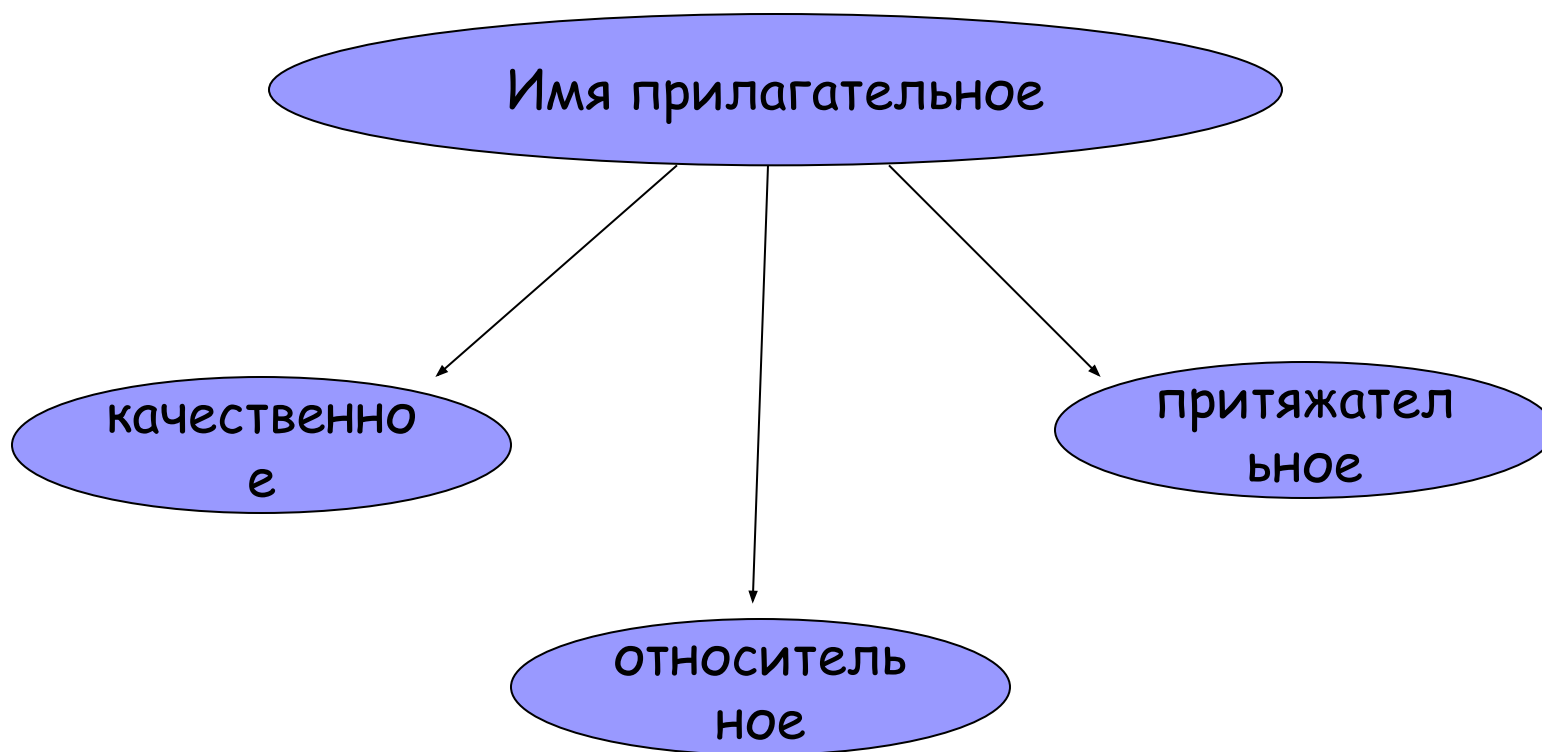 Имя прилагательное
качественно
е
притяжател
ьное
относитель
ное